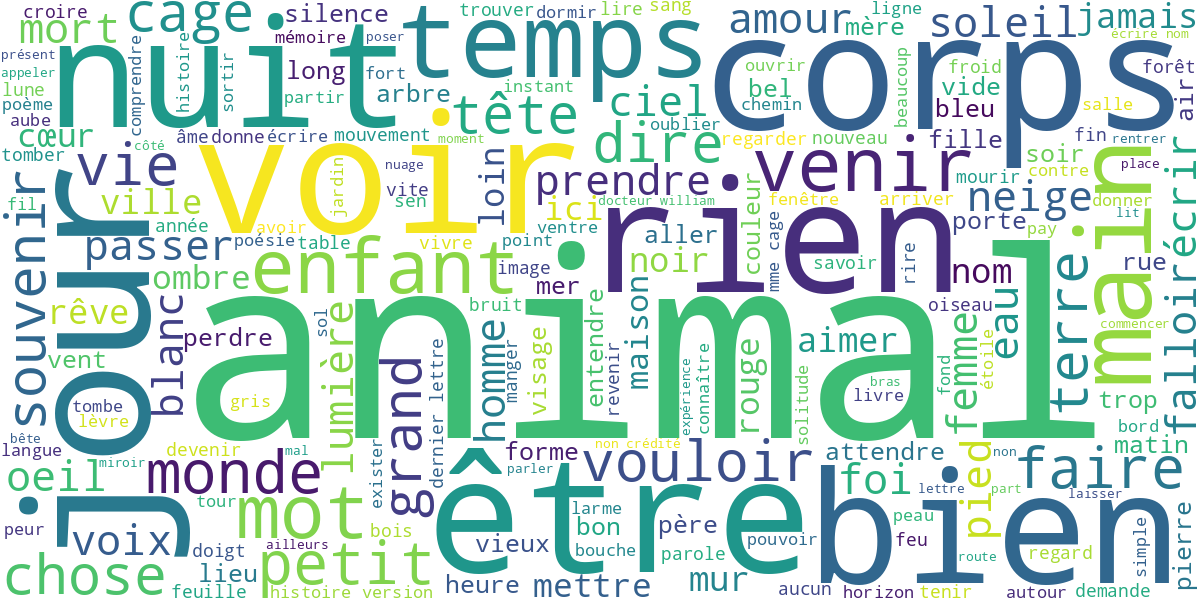 croire
mort
cage
silence
mémoire
trouver
dormir
lire
sang
amour
ligne
mère
soleil
jamais
écrire nom
présent
appeler
lune
poème
aube
nuit
comprendre
histoire
sortir
long
partir
poser
fort
arbre
temps
instant
tête
ciel
oublier
ouvrir
bel
chemin
corps
beaucoup
froid
vide
bleu
salle
forêt
air
cœur
tomber
fil
côté
vie
ville
année
âme
donne
écrire
mouvement
moment
voir
jardin
nuage
vite
sen
loin
dire
prendre
ici
docteur william
ventre
regarder
nouveau
venir
fenêtre
arriver
fille
mourir
neige
porte
fin
rentrer
soir
contre
place
donner
lit
pay
main
rue
falloir
écrire
souvenir
jour
passer
poésie
avoir
table
vivre
point
enfant
ombre
rêve
vent
blanc
perdre
image
mer
bruit
rien
aller
noir
couleur
mme cage
savoir
rire
nom
oiseau
eau
terre
commencer
trop
bord
matin
animal
sol
lumière
gris
tombe
lèvre
grand
dernier lettre
homme
manger
visage
entendre
revenir
maison
expérience
connaître
rouge
solitude
aimer
livre
bras
fond
femme
étoile
bête
langue
oeil
miroir
devenir
mal
monde
tour
mot
exister
forme
parler
non crédité
vouloir
attendre
foi
lettre
pied
non
part
faire
laisser
peur
voix
chose
doigt
lieu
feuille
ailleurs
petit
histoire version
bois
être
vieux
heure
larme
bon
bouche
mettre
père
parole
mur
pouvoir
aucun
bien
peau
feu
horizon
tenir
route
regard
autour
simple
demande
pierre